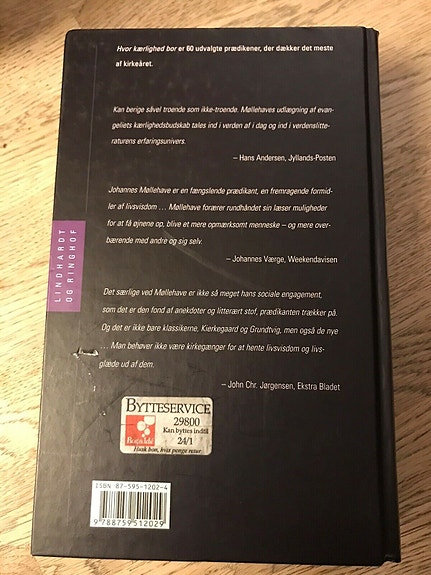 Hvor kærlighed bor er 60 udvalgte prædikener, der dækker det meste
af kirkeåret.
Kan berige såvel troende som ikke-troende. Møllehaves udlægning af evan-
geliets kærlighedsbudskab tales ind i verden af i dag og ind i verdenslitte-
raturens erfaringsunivers.
– Hans Andersen, Jyllands-Posten
Johannes Møllehave er en fængslende prædikant, en fremragende formid-
ler af livsvisdom ... Møllehave forærer rundhåndet sin læser muligheder
for at få øjnene op, blive et mere opmærksomt menneske – og mere over-
bærende med andre og sig selv.
– Johannes Værge, Weekendavisen
LINDHARDT
OG RINGHOF
Det særlige ved Møllehave er ikke så meget hans sociale engagement,
som det er den fond af anekdoter og litterært stof, prædikanten trækker på.
Og det er ikke bare klassikerne, Kierkegaard og Grundtvig, men også de nye
... Man behøver ikke være kirkegænger for at hente livsvisdom og livs-
glæde ud af dem.
– John Chr. Jørgensen, Ekstra Bladet
BYTTESERVICE
29800
Kan byttes indtil
24/1
Bog & idé
Husk bon, hvis penge retur
ISBN 87-595-1202-4
9788759512029